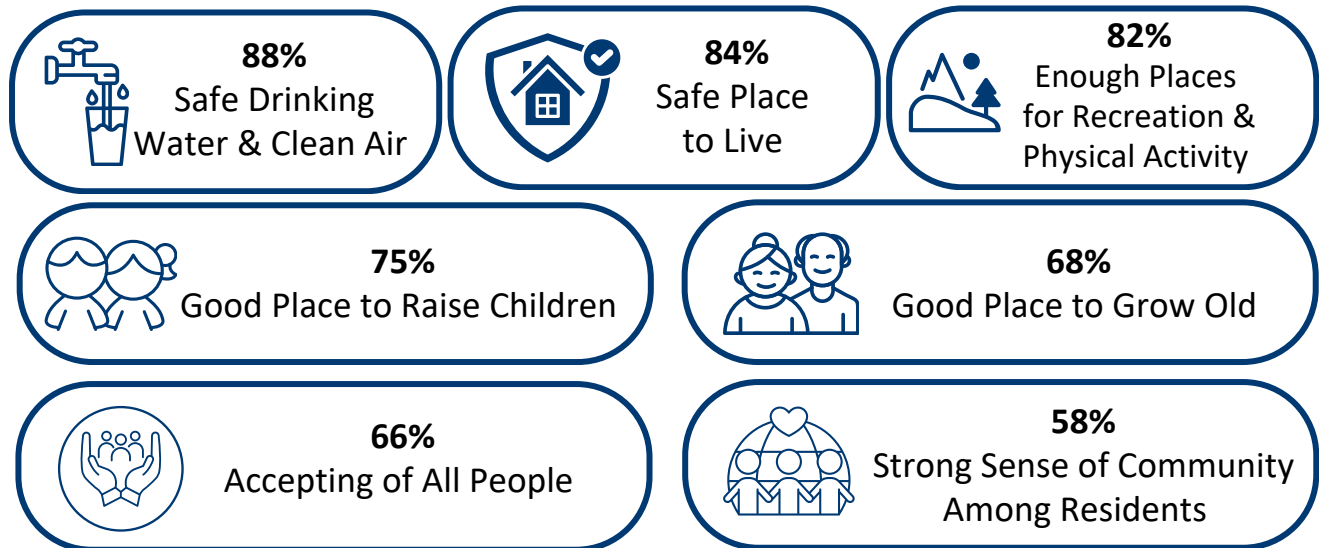 88%
Safe Drinking
Water & Clean Air
84%
Safe Place
to Live
82%
Enough Places
for Recreation &
Physical Activity
75%
Good Place to Raise Children
68%
Good Place to Grow Old
66%
Accepting of All People
58%
Strong Sense of Community
Among Residents